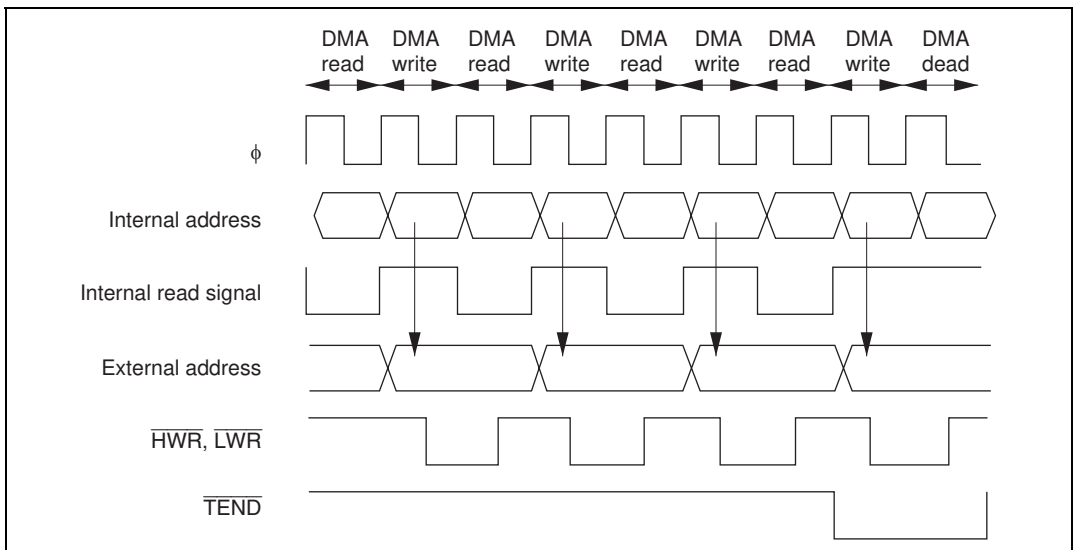 DMA read
DMA write
DMA read
DMA write
DMA read
DMA write
DMA read
DMA write
DMA dead
ϕ
Internal address
Internal read signal
External address
HWR, LWR
TEND